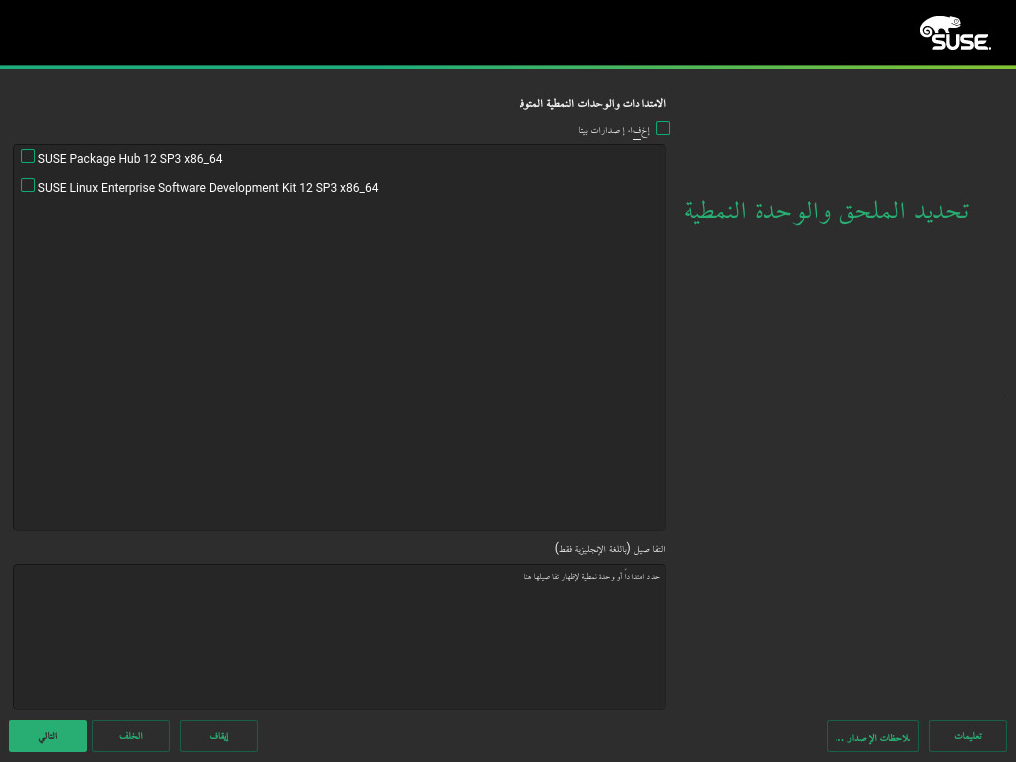 SUSE
الامتدادات والوحدات النمطية المتوف
إخفاء إصدارات بيتا
SUSE Package Hub 12 SP3 x86_64
SUSE Linux Enterprise Software Development Kit 12 SP3 x86_64
تحديد الملحق والوحدة النمطية
التفاصيل (باللغة الإنجليزية فقط)
حدد امتداداً أو وحدة نمطية لإظهار تفاصيلها هنا
تعليمات
ملاحظات الإصدار ...
إيقاف
الخلف
التالي